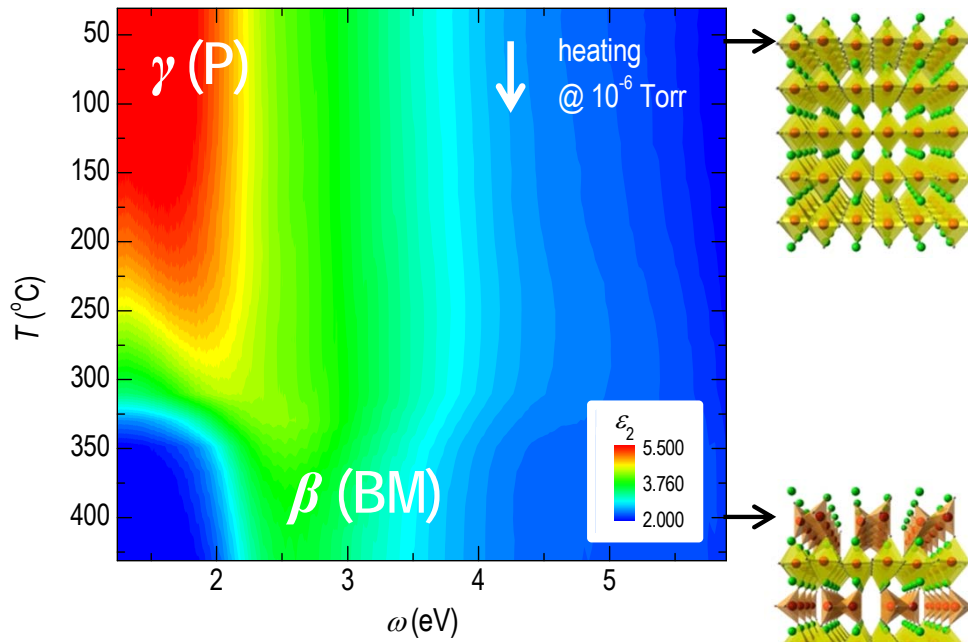 γ (P)
heating
@ 10⁻⁶ Torr
50
100
150
200
250
300
350
400
T (°C)
ε₂
5.500
3.760
2.000
β (BM)
2
3
4
5
ω (eV)